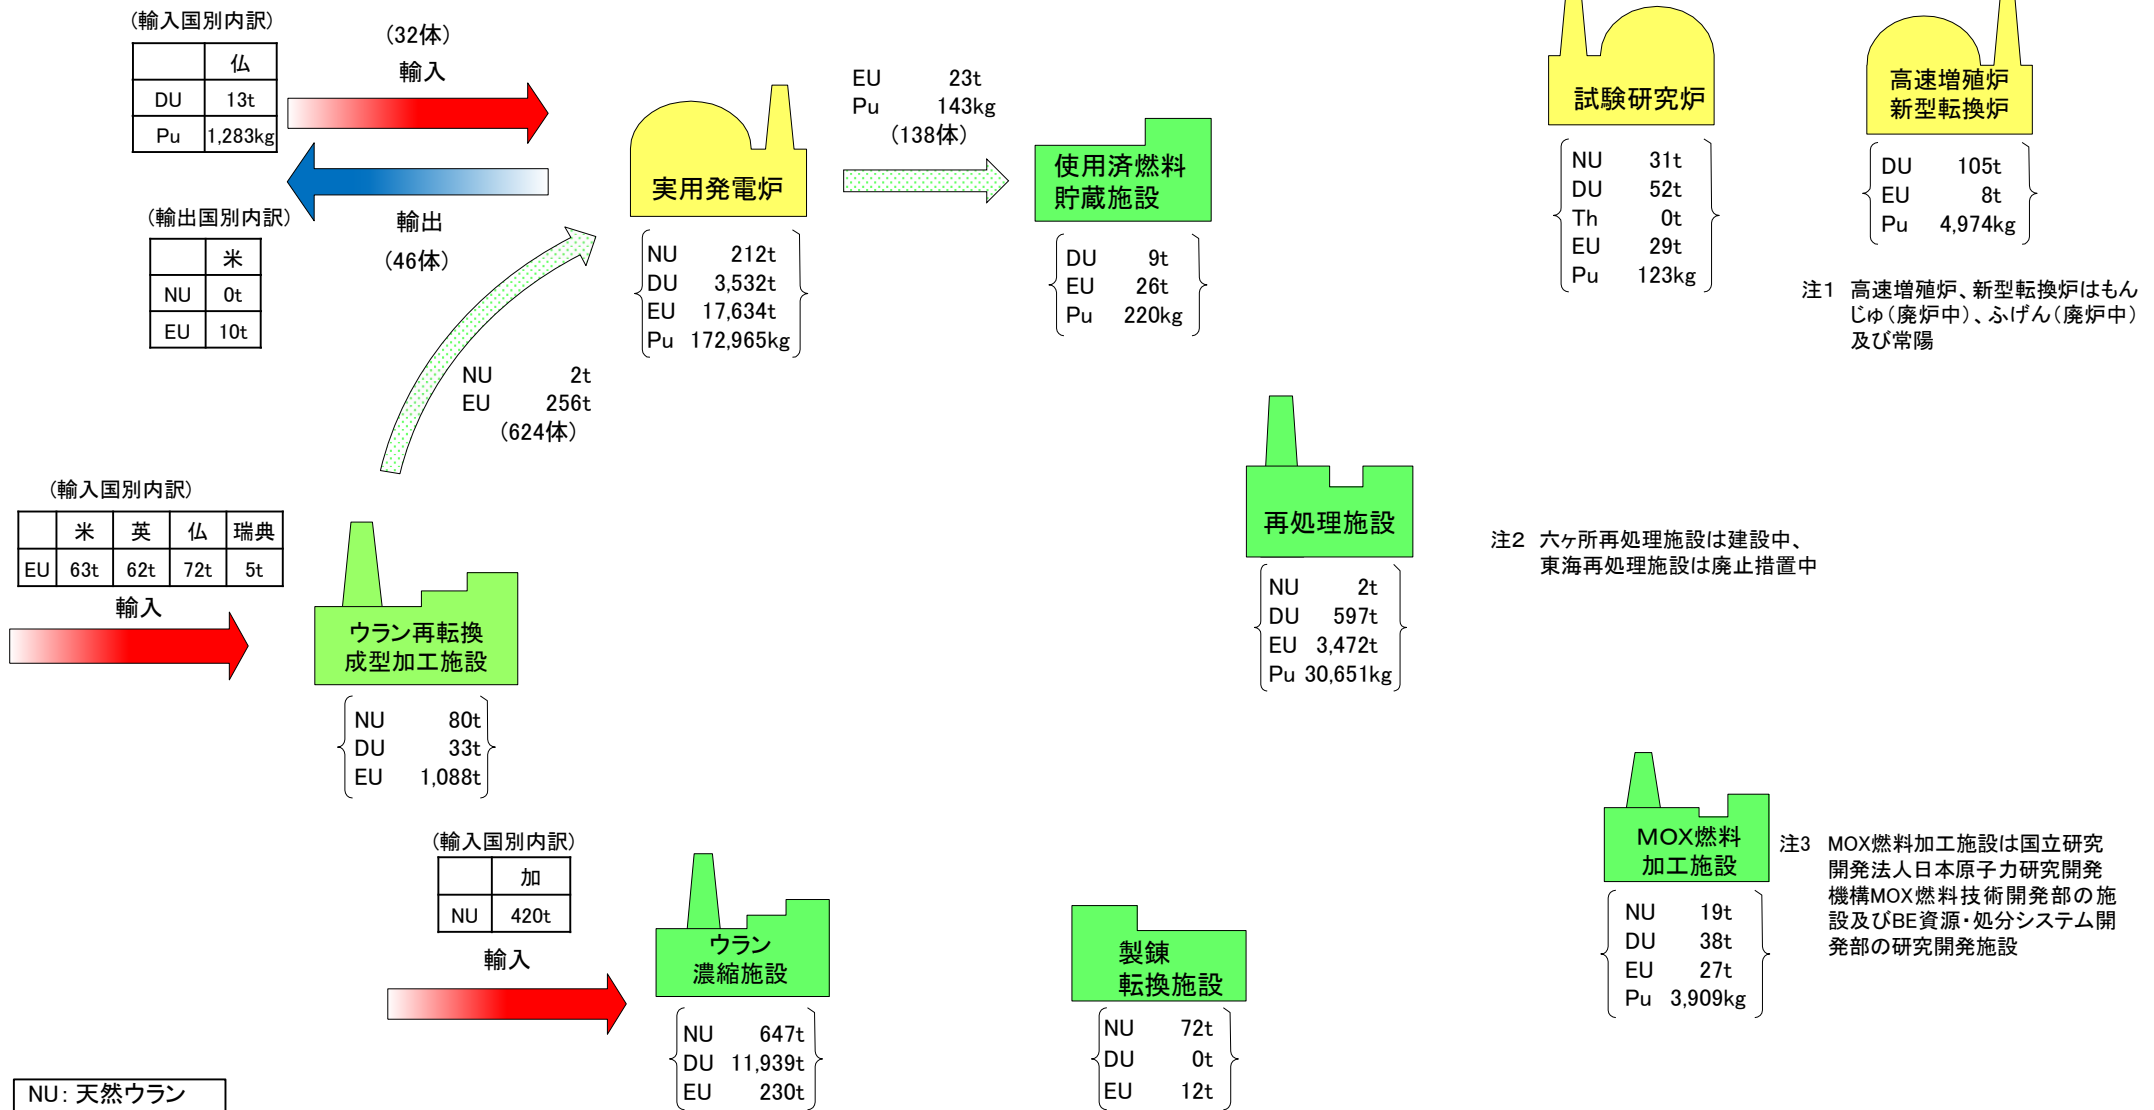 (輸入国別内訳)
仏
DU 13t
Pu 1,283kg
(32体)
輸入
輸出
(46体)
(輸出国別内訳)
米
NU 0t
EU 10t
実用発電炉
NU 212t
DU 3,532t
EU 17,634t
Pu 172,965kg
EU 23t
Pu 143kg
(138体)
使用済燃料
貯蔵施設
DU 9t
EU 26t
Pu 220kg
試験研究炉
NU 31t
DU 52t
Th 0t
EU 29t
Pu 123kg
高速増殖炉
新型転換炉
DU 105t
EU 8t
Pu 4,974kg
注1 高速増殖炉、新型転換炉はもん
じゅ(廃炉中)、ふげん(廃炉中)
及び常陽
NU 2t
EU 256t
(624体)
(輸入国別内訳)
米 英 仏 瑞典
EU 63t 62t 72t 5t
輸入
ウラン再転換
成型加工施設
NU 80t
DU 33t
EU 1,088t
再処理施設
NU 2t
DU 597t
EU 3,472t
Pu 30,651kg
注2 六ヶ所再処理施設は建設中、
東海再処理施設は廃止措置中
(輸入国別内訳)
加
NU 420t
輸入
ウラン
濃縮施設
NU 647t
DU 11,939t
EU 230t
製錬
転換施設
NU 72t
DU 0t
EU 12t
MOX燃料
加工施設
NU 19t
DU 38t
EU 27t
Pu 3,909kg
注3 MOX燃料加工施設は国立研究
開発法人日本原子力研究開発
機構MOX燃料技術開発部の施
設及びBE資源・処分システム開
発部の研究開発施設
NU: 天然ウラン